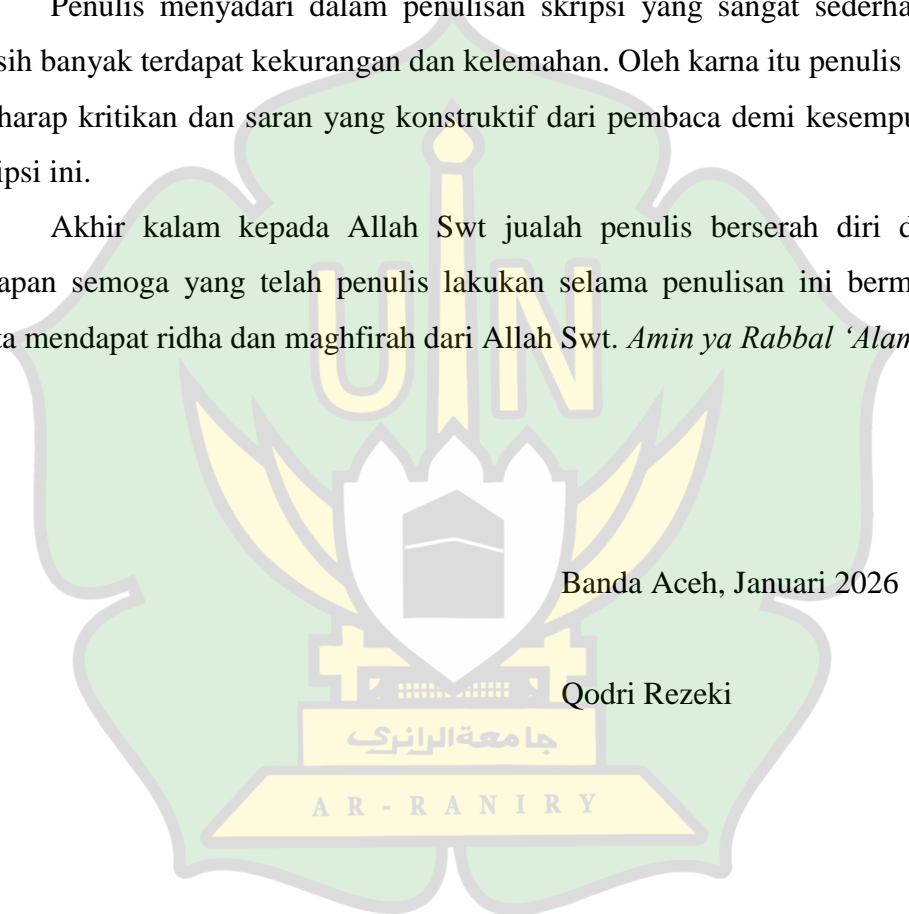 Penulis menyadari dalam penulisan skripsi yang sangat sederha
sih banyak terdapat kekurangan dan kelemahan. Oleh karna itu penulis
harap kritikan dan saran yang konstruktif dari pembaca demi kesempu
ipsi ini.
Akhir kalam kepada Allah Swt jualah penulis berserah diri d
apan semoga yang telah penulis lakukan selama penulisan ini berm
ta mendapat ridha dan maghfirah dari Allah Swt. Amin ya Rabbal ‘Alam
UIN
Banda Aceh, Januari 2026
Qodri Rezeki
جامعة الرانري
AR-RANIRY